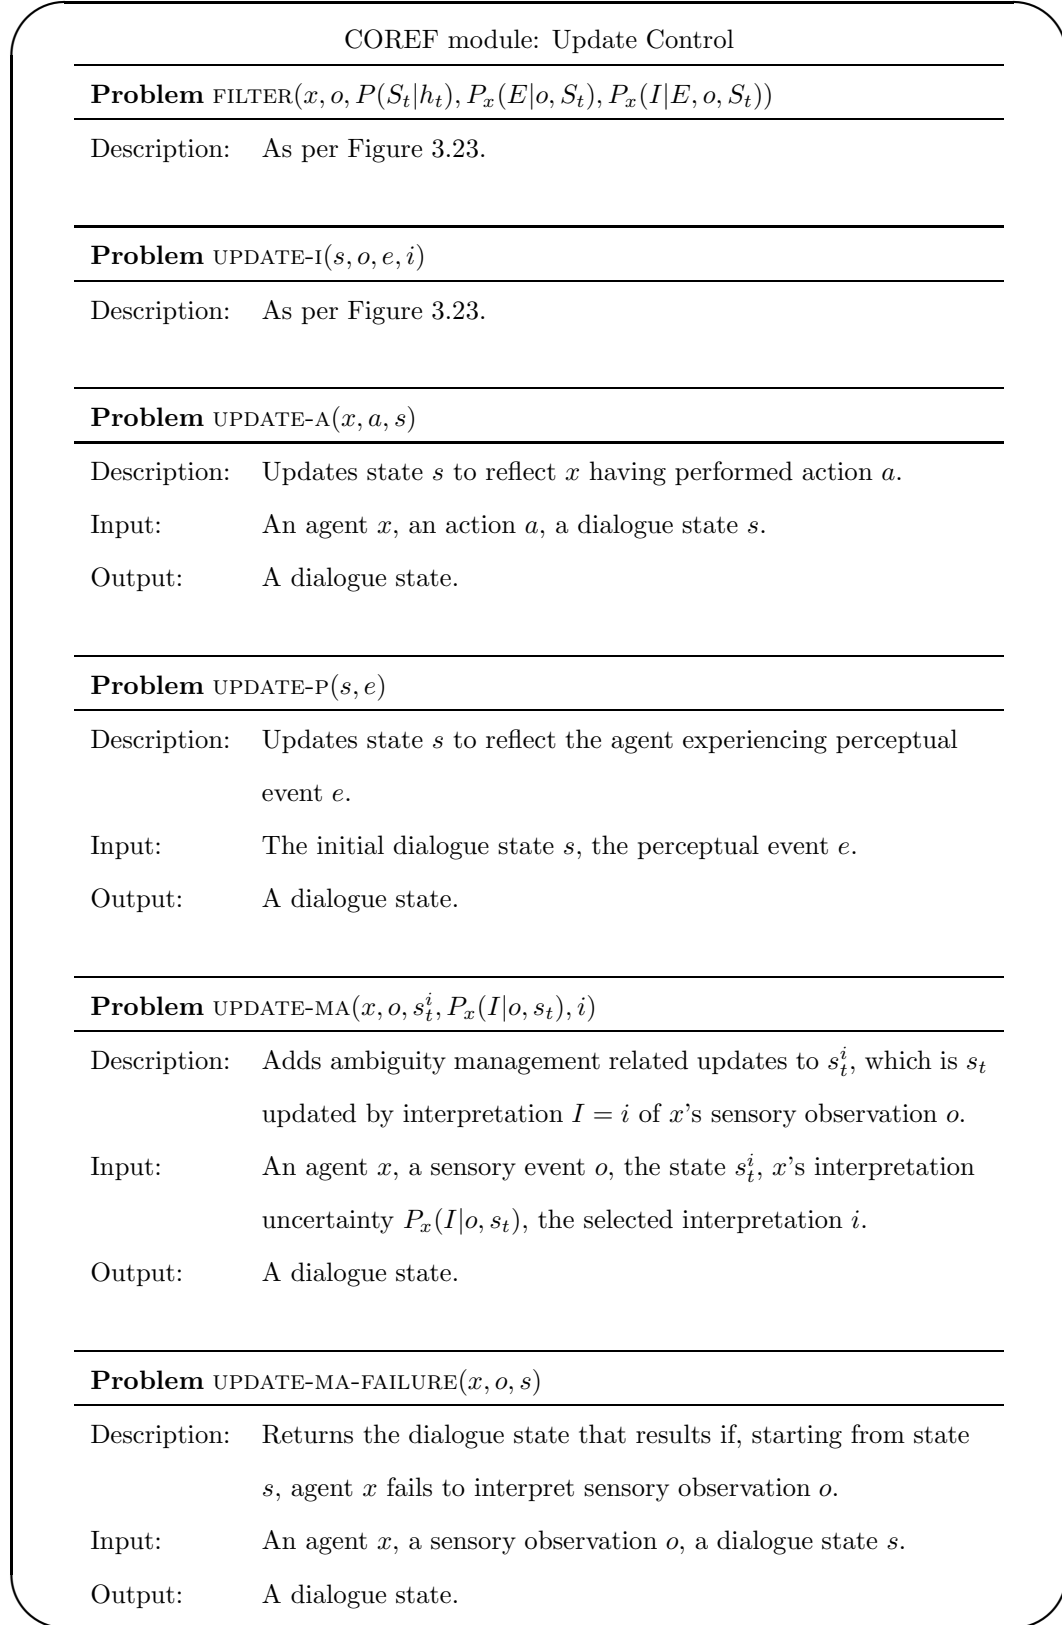 COREF module: Update Control
Problem FILTER(x, o, P(S_t|h_t), P_x(E|o, S_t), P_x(I|E, o, S_t))
Description: As per Figure 3.23.
Problem UPDATE-I(s, o, e, i)
Description: As per Figure 3.23.
Problem UPDATE-A(x, a, s)
Description: Updates state s to reflect x having performed action a.
Input: An agent x, an action a, a dialogue state s.
Output: A dialogue state.
Problem UPDATE-P(s, e)
Description: Updates state s to reflect the agent experiencing perceptual
event e.
Input: The initial dialogue state s, the perceptual event e.
Output: A dialogue state.
Problem UPDATE-MA(x, o, s_t^i, P_x(I|o, s_t), i)
Description: Adds ambiguity management related updates to s_t^i, which is s_t
updated by interpretation I = i of x's sensory observation o.
Input: An agent x, a sensory event o, the state s_t^i, x's interpretation
uncertainty P_x(I|o, s_t), the selected interpretation i.
Output: A dialogue state.
Problem UPDATE-MA-FAILURE(x, o, s)
Description: Returns the dialogue state that results if, starting from state
s, agent x fails to interpret sensory observation o.
Input: An agent x, a sensory observation o, a dialogue state s.
Output: A dialogue state.